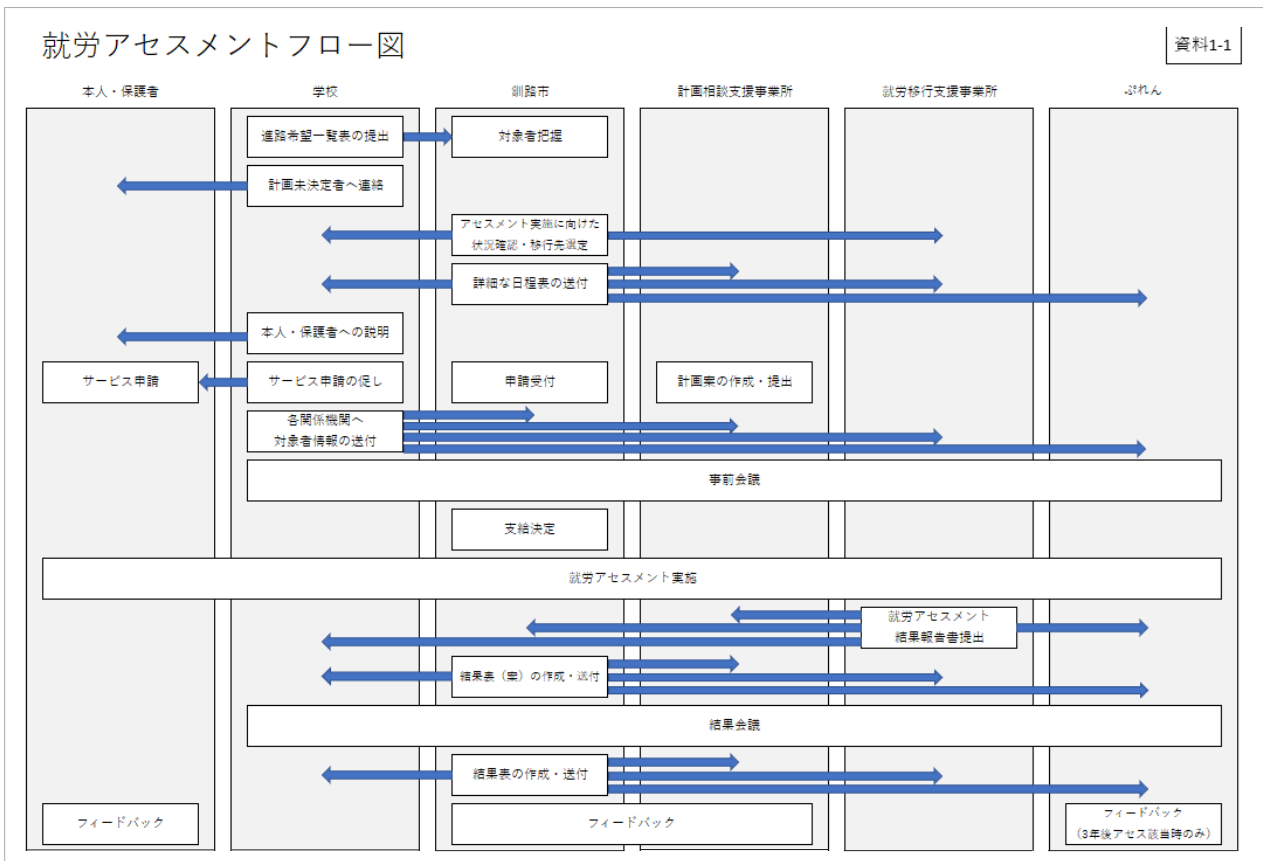 就労アセスメントフロー図
資料1-1
本人・保護者
学校
釧路市
計画相談支援事業所
就労移行支援事業所
ぷれん
進路希望一覧表の提出
対象者把握
計画未決定者へ連絡
アセスメント実施に向けた
状況確認・移行先選定
詳細な日程表の送付
本人・保護者への説明
サービス申請
サービス申請の促し
申請受付
計画案の作成・提出
各関係機関へ
対象者情報の送付
事前会議
支給決定
就労アセスメント実施
就労アセスメント
結果報告書提出
結果表（案）の作成・送付
結果会議
結果表の作成・送付
フィードバック
フィードバック
フィードバック
(3年後アセス該当時のみ)